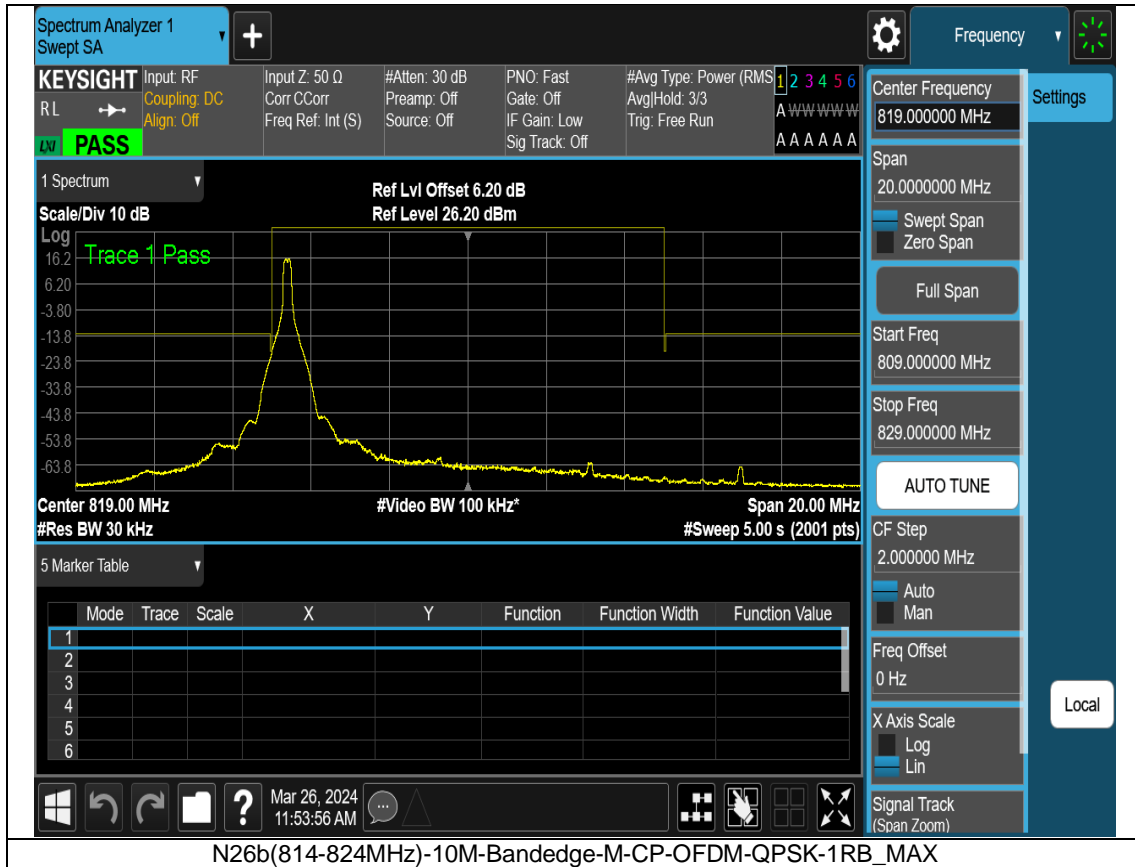 Spectrum Analyzer 1
Swept SA
Frequency
KEYSIGHT
R L
LXI PASS
Input: RF
Coupling: DC
Align: Off
Input Z: 50 Ω
Corr CCorr
Freq Ref: Int (S)
#Atten: 30 dB
Preamp: Off
Source: Off
PNO: Fast
Gate: Off
IF Gain: Low
Sig Track: Off
#Avg Type: Power (RMS
Avg|Hold: 3/3
Trig: Free Run
1 2 3 4 5 6
A W W W W W
A A A A A A
1 Spectrum
Ref Lvl Offset 6.20 dB
Scale/Div 10 dB
Ref Level 26.20 dBm
Log
Trace 1 Pass
16.2
6.20
-3.80
-13.8
-23.8
-33.8
-43.8
-53.8
-63.8
Center 819.00 MHz
#Video BW 100 kHz*
Span 20.00 MHz
#Res BW 30 kHz
#Sweep 5.00 s (2001 pts)
5 Marker Table
Mode Trace Scale X Y Function Function Width Function Value
1
2
3
4
5
6
Center Frequency
819.000000 MHz
Settings
Span
20.0000000 MHz
Swept Span
Zero Span
Full Span
Start Freq
809.000000 MHz
Stop Freq
829.000000 MHz
AUTO TUNE
CF Step
2.000000 MHz
Auto
Man
Freq Offset
0 Hz
X Axis Scale
Log
Lin
Signal Track
(Span Zoom)
Local
?
Mar 26, 2024
11:53:56 AM
N26b(814-824MHz)-10M-Bandedge-M-CP-OFDM-QPSK-1RB_MAX